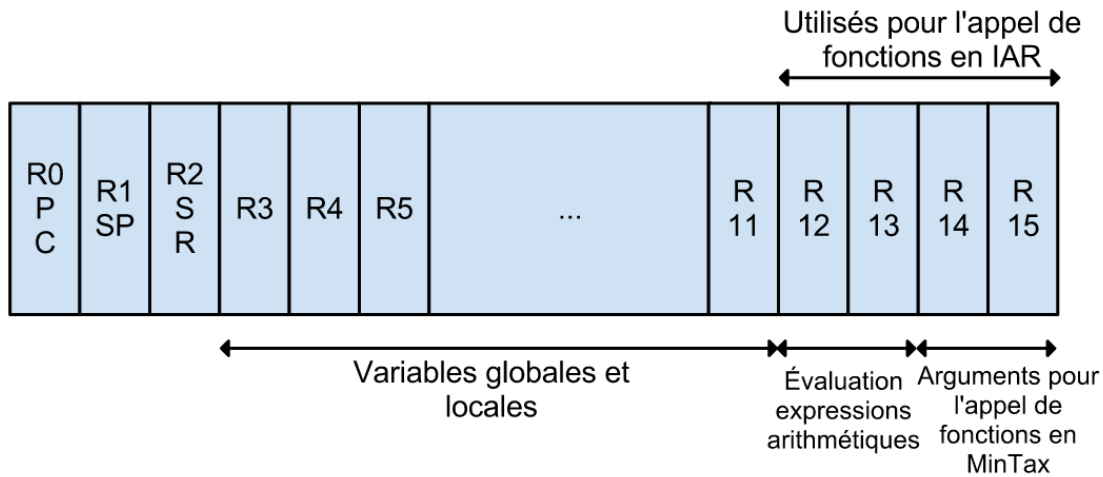 Utilisés pour l'appel de
fonctions en IAR
R0
P
C
R1
SP
R2
S
R
R3
R4
R5
...
R
11
R
12
R
13
R
14
R
15
Variables globales et
locales
Évaluation
expressions
arithmétiques
Arguments pour
l'appel de
fonctions en
MinTax